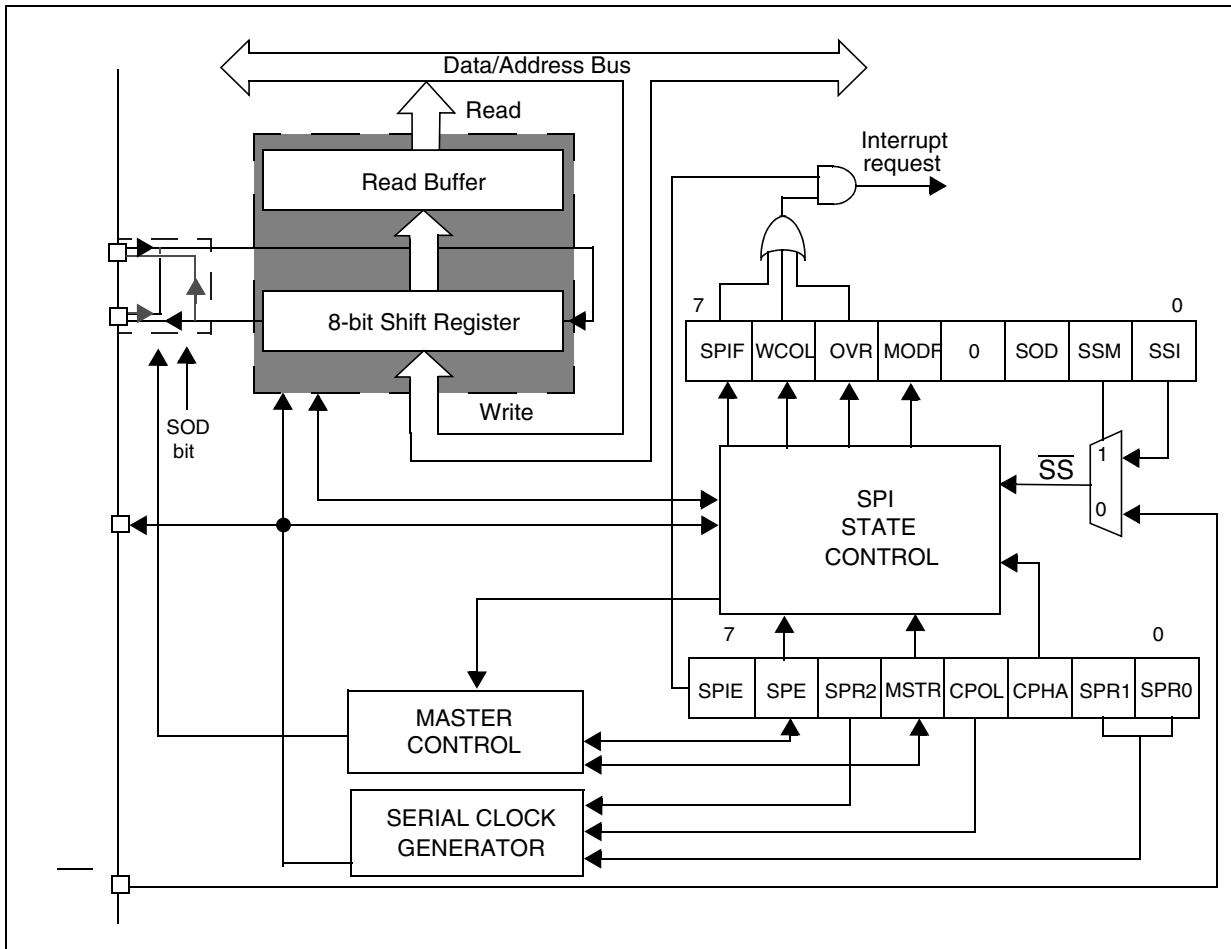 Data/Address Bus
Read
Read Buffer
Interrupt
request
8-bit Shift Register
7
0
SPIF WCOL OVR MODF 0 SOD SSM SSI
Write
SOD
bit
1
SS
0
SPI
STATE
CONTROL
7
0
SPIE SPE SPR2 MSTR CPOL CPHA SPR1 SPR0
MASTER
CONTROL
SERIAL CLOCK
GENERATOR